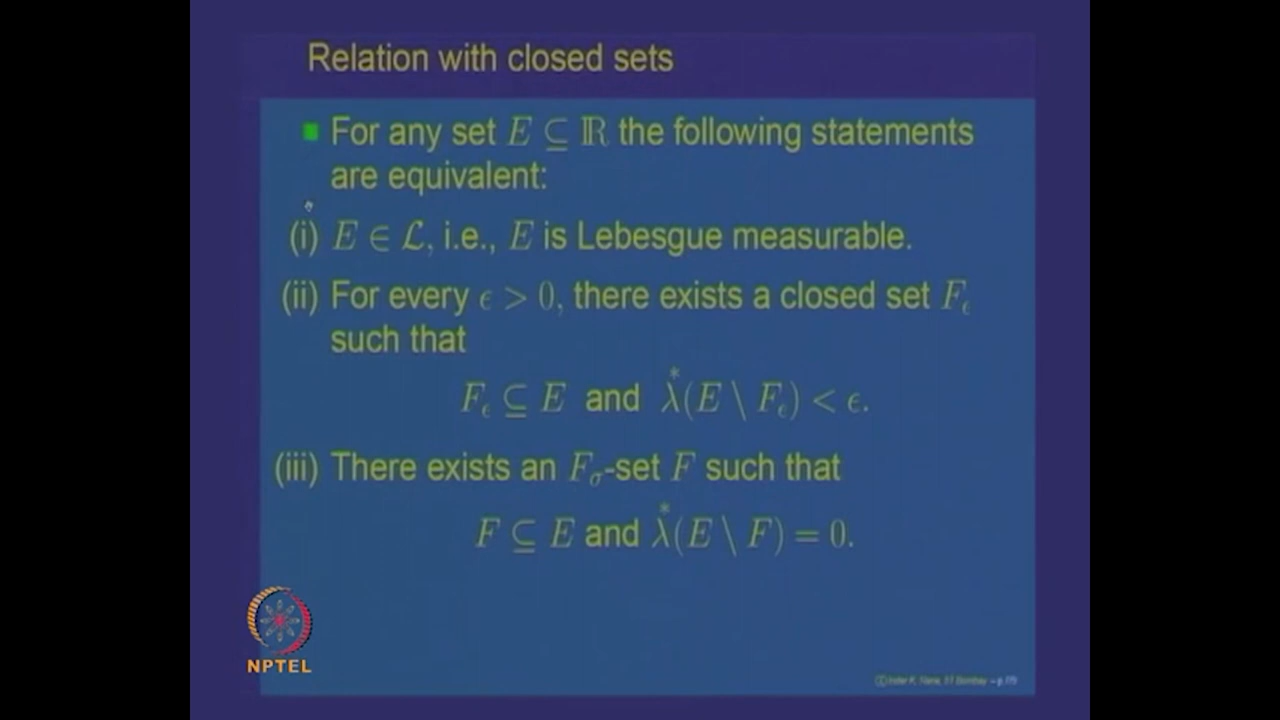 Relation with closed sets
For any set E ⊆ ℝ the following statements
are equivalent:
(i) E ∈ ℒ, i.e., E is Lebesgue measurable.
(ii) For every ϵ > 0, there exists a closed set F_ϵ
such that
F_ϵ ⊆ E and λ*(E \ F_ϵ) < ϵ.
(iii) There exists an F_σ-set F such that
F ⊆ E and λ*(E \ F) = 0.
NPTEL